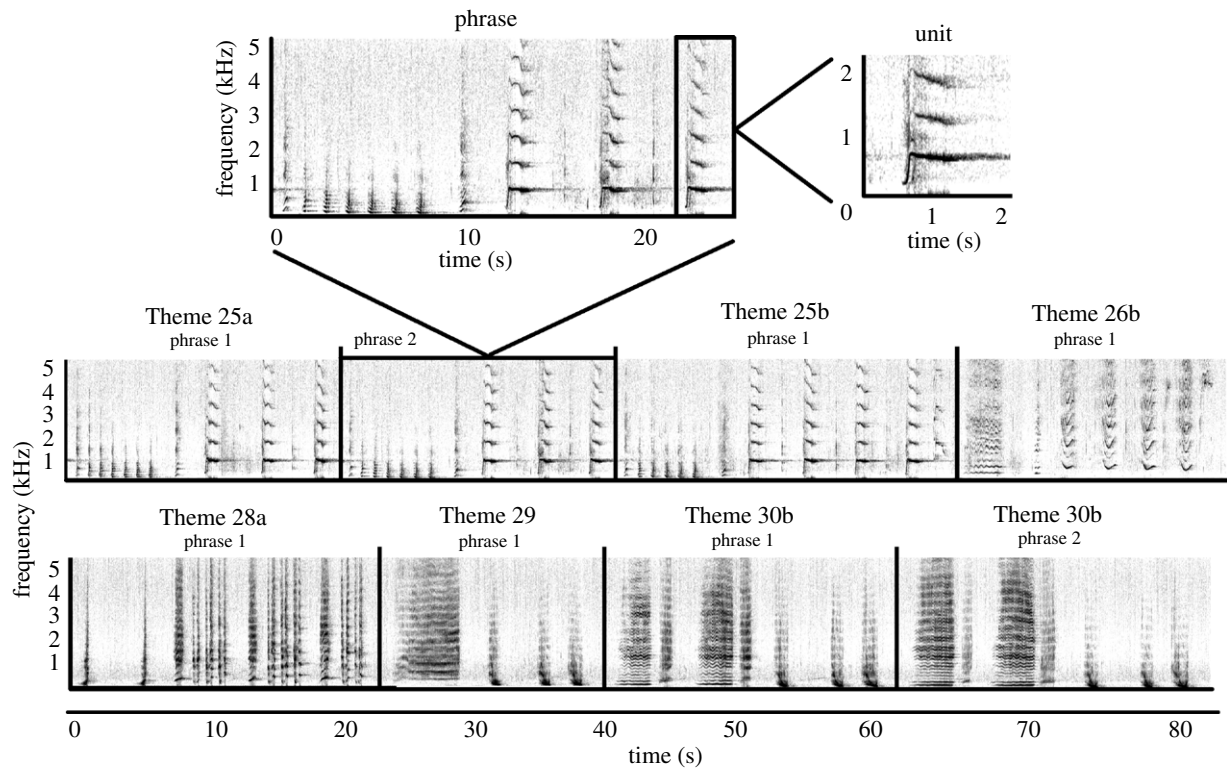 phrase
unit
frequency (kHz)
5
4
3
2
1
0 10 20
time (s)
2
1
0
1 2
time (s)
Theme 25a
phrase 1
phrase 2
Theme 25b
phrase 1
Theme 26b
phrase 1
frequency (kHz)
5
4
3
2
1
Theme 28a
phrase 1
Theme 29
phrase 1
Theme 30b
phrase 1
Theme 30b
phrase 2
5
4
3
2
1
0 10 20 30 40 50 60 70 80
time (s)